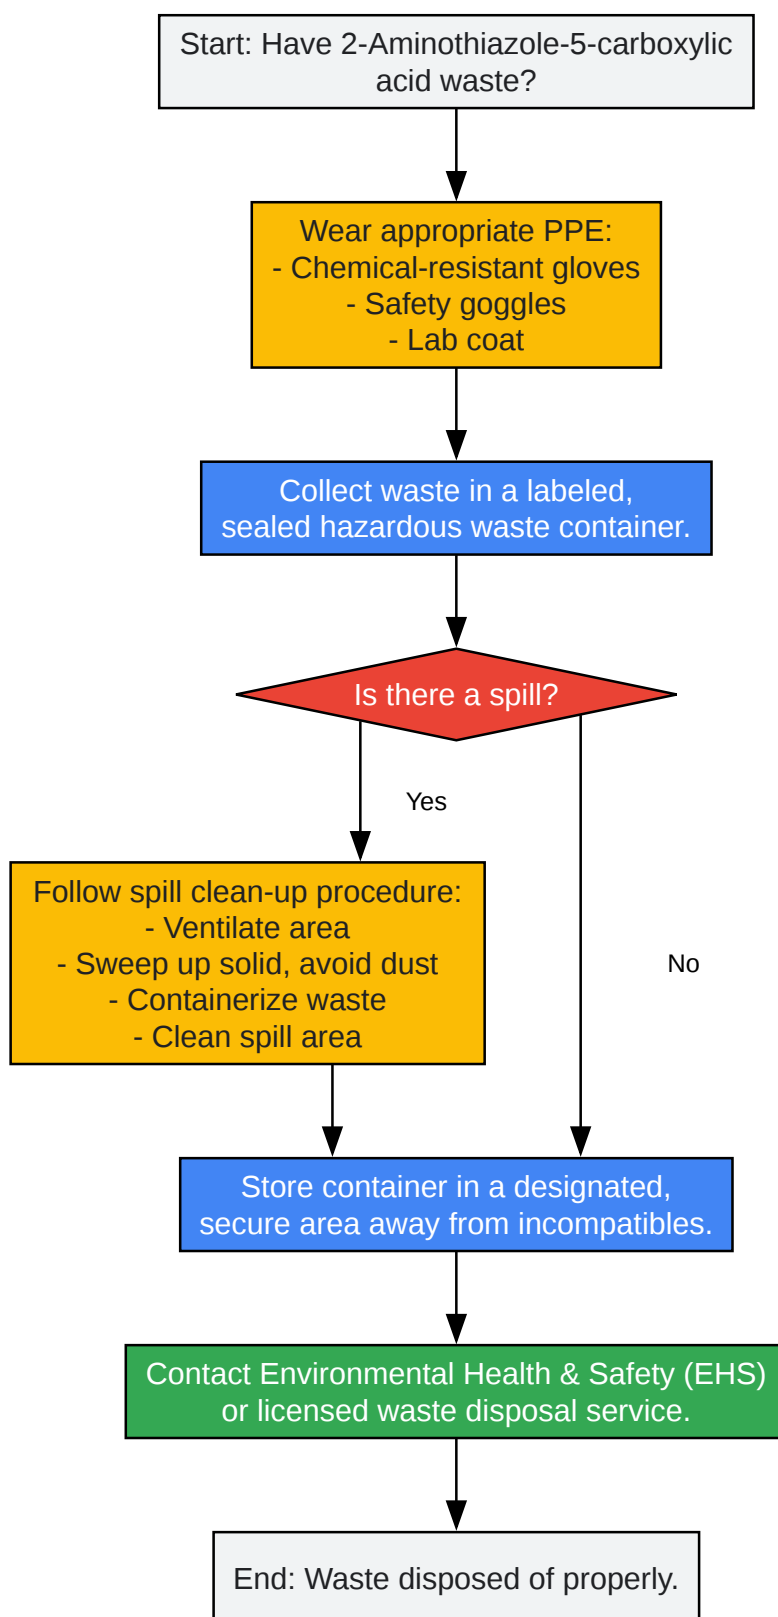 Start: Have 2-Aminothiazole-5-carboxylic
acid waste?
Wear appropriate PPE:
- Chemical-resistant gloves
- Safety goggles
- Lab coat
Collect waste in a labeled,
sealed hazardous waste container.
Is there a spill?
Yes
Follow spill clean-up procedure:
- Ventilate area
- Sweep up solid, avoid dust
- Containerize waste
- Clean spill area
No
Store container in a designated,
secure area away from incompatibles.
Contact Environmental Health & Safety (EHS)
or licensed waste disposal service.
End: Waste disposed of properly.